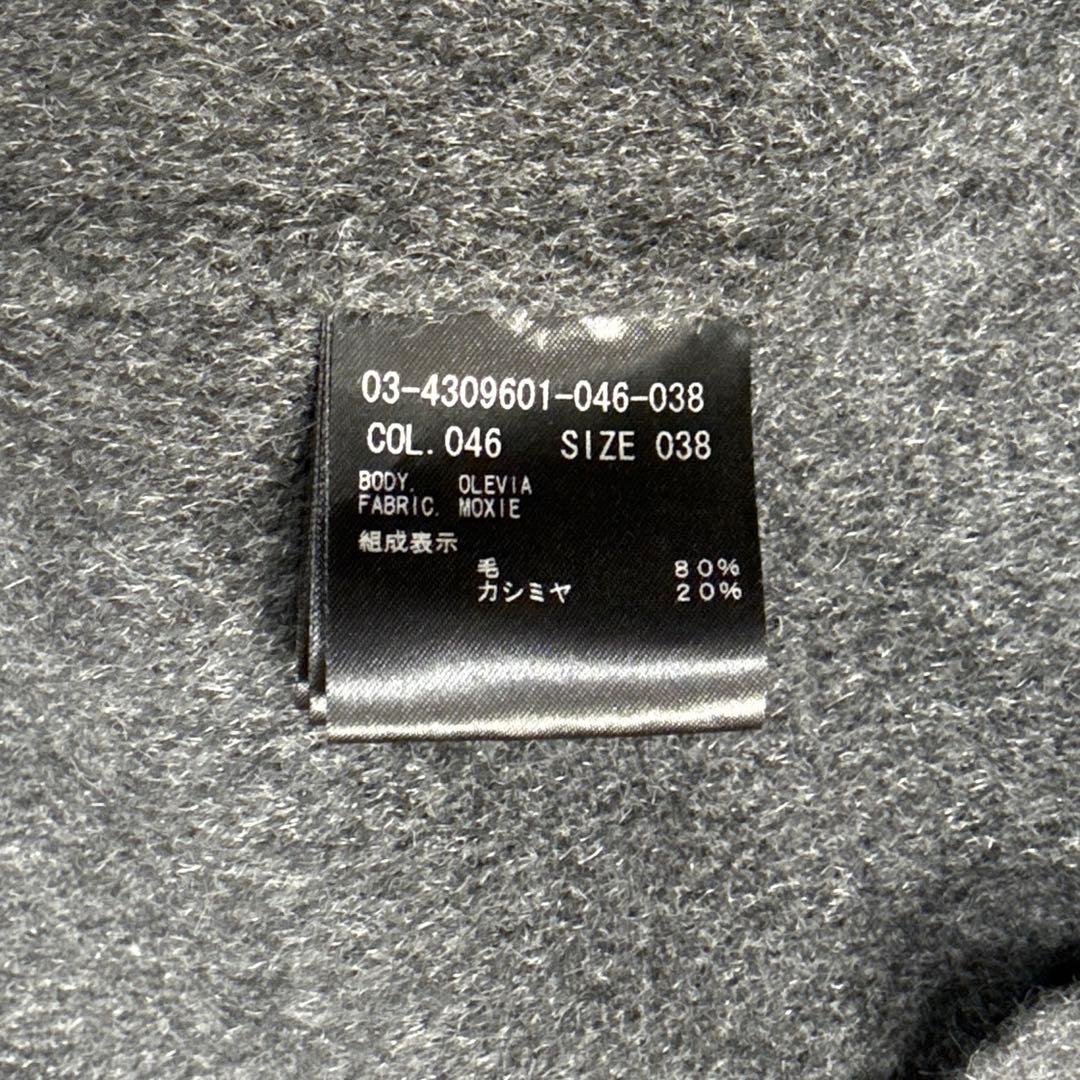 03-4309601-046-038
COL. 046 SIZE 038
BODY. OLEVIA
FABRIC. MOXIE
組成表示
毛 80%
カシミヤ 20%